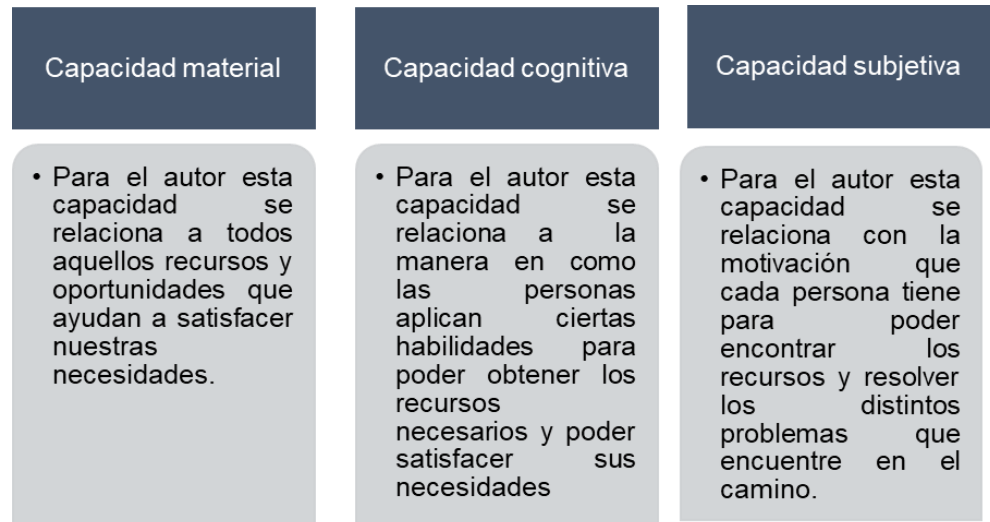 Capacidad material
• Para el autor esta
capacidad se
relaciona a todos
aquellos recursos y
oportunidades que
ayudan a satisfacer
nuestras
necesidades.
Capacidad cognitiva
• Para el autor esta
capacidad se
relaciona a la
manera en como
las personas
aplican ciertas
habilidades para
poder obtener los
recursos
necesarios y poder
satisfacer sus
necesidades
Capacidad subjetiva
• Para el autor esta
capacidad se
relaciona con la
motivación que
cada persona tiene
para poder
encontrar los
recursos y resolver
los distintos
problemas que
encuentre en el
camino.